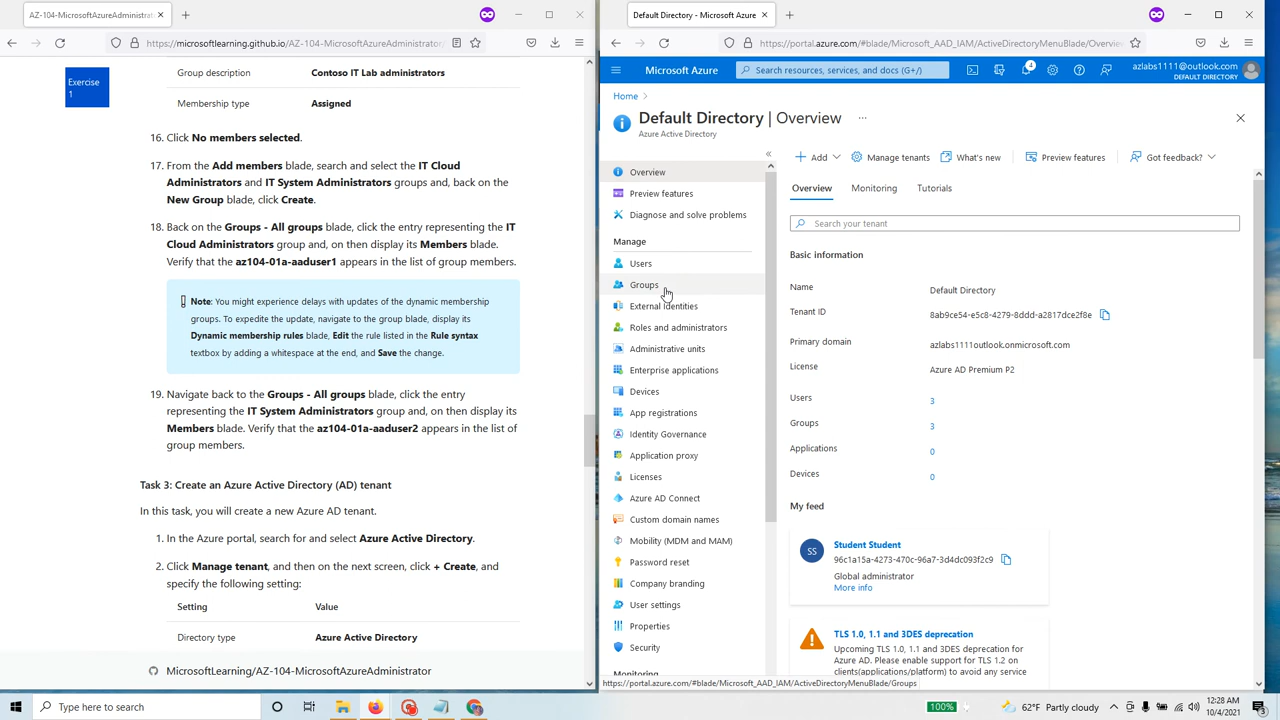 AZ-104-MicrosoftAzureAdministrat
https://microsoftlearning.github.io/AZ-104-MicrosoftAzureAdministrator/
Exercise
1
Group description Contoso IT Lab administrators
Membership type Assigned
16. Click No members selected.
17. From the Add members blade, search and select the IT Cloud
Administrators and IT System Administrators groups and, back on the
New Group blade, click Create.
18. Back on the Groups - All groups blade, click the entry representing the IT
Cloud Administrators group and, on then display its Members blade.
Verify that the az104-01a-aaduser1 appears in the list of group members.
Note: You might experience delays with updates of the dynamic membership
groups. To expedite the update, navigate to the group blade, display its
Dynamic membership rules blade, Edit the rule listed in the Rule syntax
textbox by adding a whitespace at the end, and Save the change.
19. Navigate back to the Groups - All groups blade, click the entry
representing the IT System Administrators group and, on then display its
Members blade. Verify that the az104-01a-aaduser2 appears in the list of
group members.
Task 3: Create an Azure Active Directory (AD) tenant
In this task, you will create a new Azure AD tenant.
1. In the Azure portal, search for and select Azure Active Directory.
2. Click Manage tenant, and then on the next screen, click + Create, and
specify the following setting:
Setting Value
Directory type Azure Active Directory
MicrosoftLearning/AZ-104-MicrosoftAzureAdministrator
Default Directory - Microsoft Azure
https://portal.azure.com/#blade/Microsoft_AAD_IAM/ActiveDirectoryMenuBlade/Overview
Microsoft Azure
Search resources, services, and docs (G+/)
4
azlabs1111@outlook.com
DEFAULT DIRECTORY
Home >
Default Directory | Overview ...
Azure Active Directory
Overview
Preview features
Diagnose and solve problems
Manage
Users
Groups
External Identities
Roles and administrators
Administrative units
Enterprise applications
Devices
App registrations
Identity Governance
Application proxy
Licenses
Azure AD Connect
Custom domain names
Mobility (MDM and MAM)
Password reset
Company branding
User settings
Properties
Security
Monitoring
Add Manage tenants What's new Preview features Got feedback?
Overview Monitoring Tutorials
Search your tenant
Basic information
Name Default Directory
Tenant ID 8ab9ce54-e5c8-4279-8ddd-a2817dce2f8e
Primary domain azlabs1111outlook.onmicrosoft.com
License Azure AD Premium P2
Users 3
Groups 3
Applications 0
Devices 0
My feed
SS
Student Student
96c1a15a-4273-470c-96a7-3d4dc093f2c9
Global administrator
More info
TLS 1.0, 1.1 and 3DES deprecation
Upcoming TLS 1.0, 1.1 and 3DES deprecation for
Azure AD. Please enable support for TLS 1.2 on
clients(applications/platform) to avoid any service
https://portal.azure.com/#blade/Microsoft_AAD_IAM/ActiveDirectoryMenuBlade/Groups
Type here to search
100%
62°F Partly cloudy
12:28 AM
10/4/2021
3